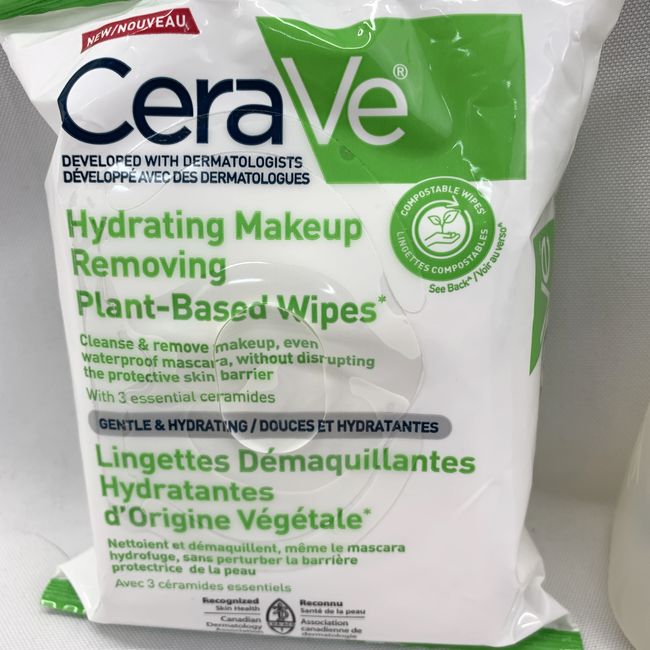 NEW/NOUVEAU
CeraVe®
DEVELOPED WITH DERMATOLOGISTS
DÉVELOPPÉ AVEC DES DERMATOLOGUES
COMPOSTABLE WIPES^
LINGETTES COMPOSTABLES
See Back^/Voir au verso^
Hydrating Makeup
Removing
Plant-Based Wipes*
Cleanse & remove makeup, even
waterproof mascara, without disrupting
the protective skin barrier
With 3 essential ceramides
GENTLE & HYDRATING / DOUCES ET HYDRATANTES
Lingettes Démaquillantes
Hydratantes
d'Origine Végétale*
Nettoient et démaquillent, même le mascara
hydrofuge, sans perturber la barrière
protectrice de la peau
Avec 3 céramides essentiels
Recognized
Skin Health
Canadian
Dermatology
Association
Reconnu
Santé de la peau
Association
canadienne de
dermatologie